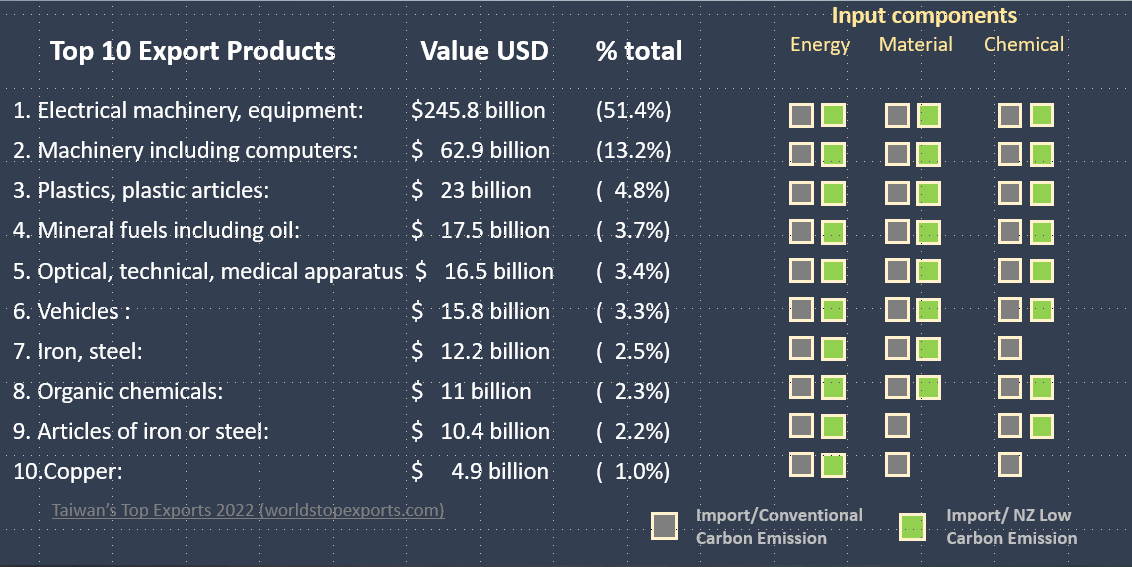 Input components
Top 10 Export Products Value USD % total Energy Material Chemical
1. Electrical machinery, equipment: $245.8 billion (51.4%)
2. Machinery including computers: $ 62.9 billion (13.2%)
3. Plastics, plastic articles: $ 23 billion ( 4.8%)
4. Mineral fuels including oil: $ 17.5 billion ( 3.7%)
5. Optical, technical, medical apparatus $ 16.5 billion ( 3.4%)
6. Vehicles : $ 15.8 billion ( 3.3%)
7. Iron, steel: $ 12.2 billion ( 2.5%)
8. Organic chemicals: $ 11 billion ( 2.3%)
9. Articles of iron or steel: $ 10.4 billion ( 2.2%)
10.Copper: $ 4.9 billion ( 1.0%)
Taiwan's Top Exports 2022 (worldstopexports.com)
Import/Conventional
Carbon Emission
Import/ NZ Low
Carbon Emission